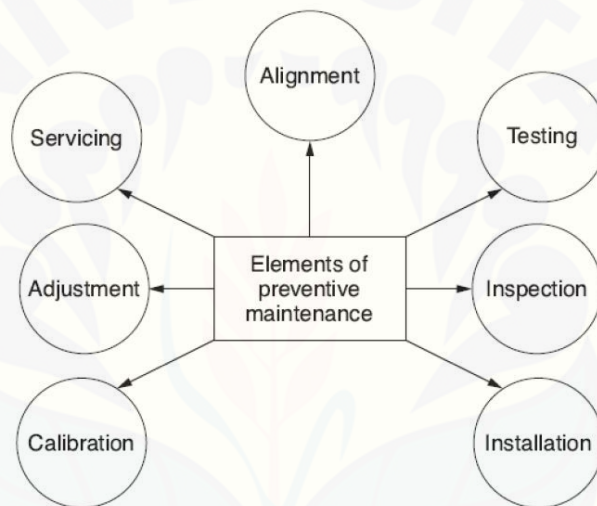 Alignment
Servicing
Testing
Elements of
preventive
maintenance
Adjustment
Inspection
Calibration
Installation